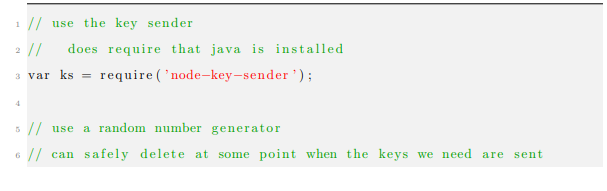 1 // use the key sender
2 //   does require that java is installed
3 var ks = require('node-key-sender');
4
5 // use a random number generator
6 // can safely delete at some point when the keys we need are sent